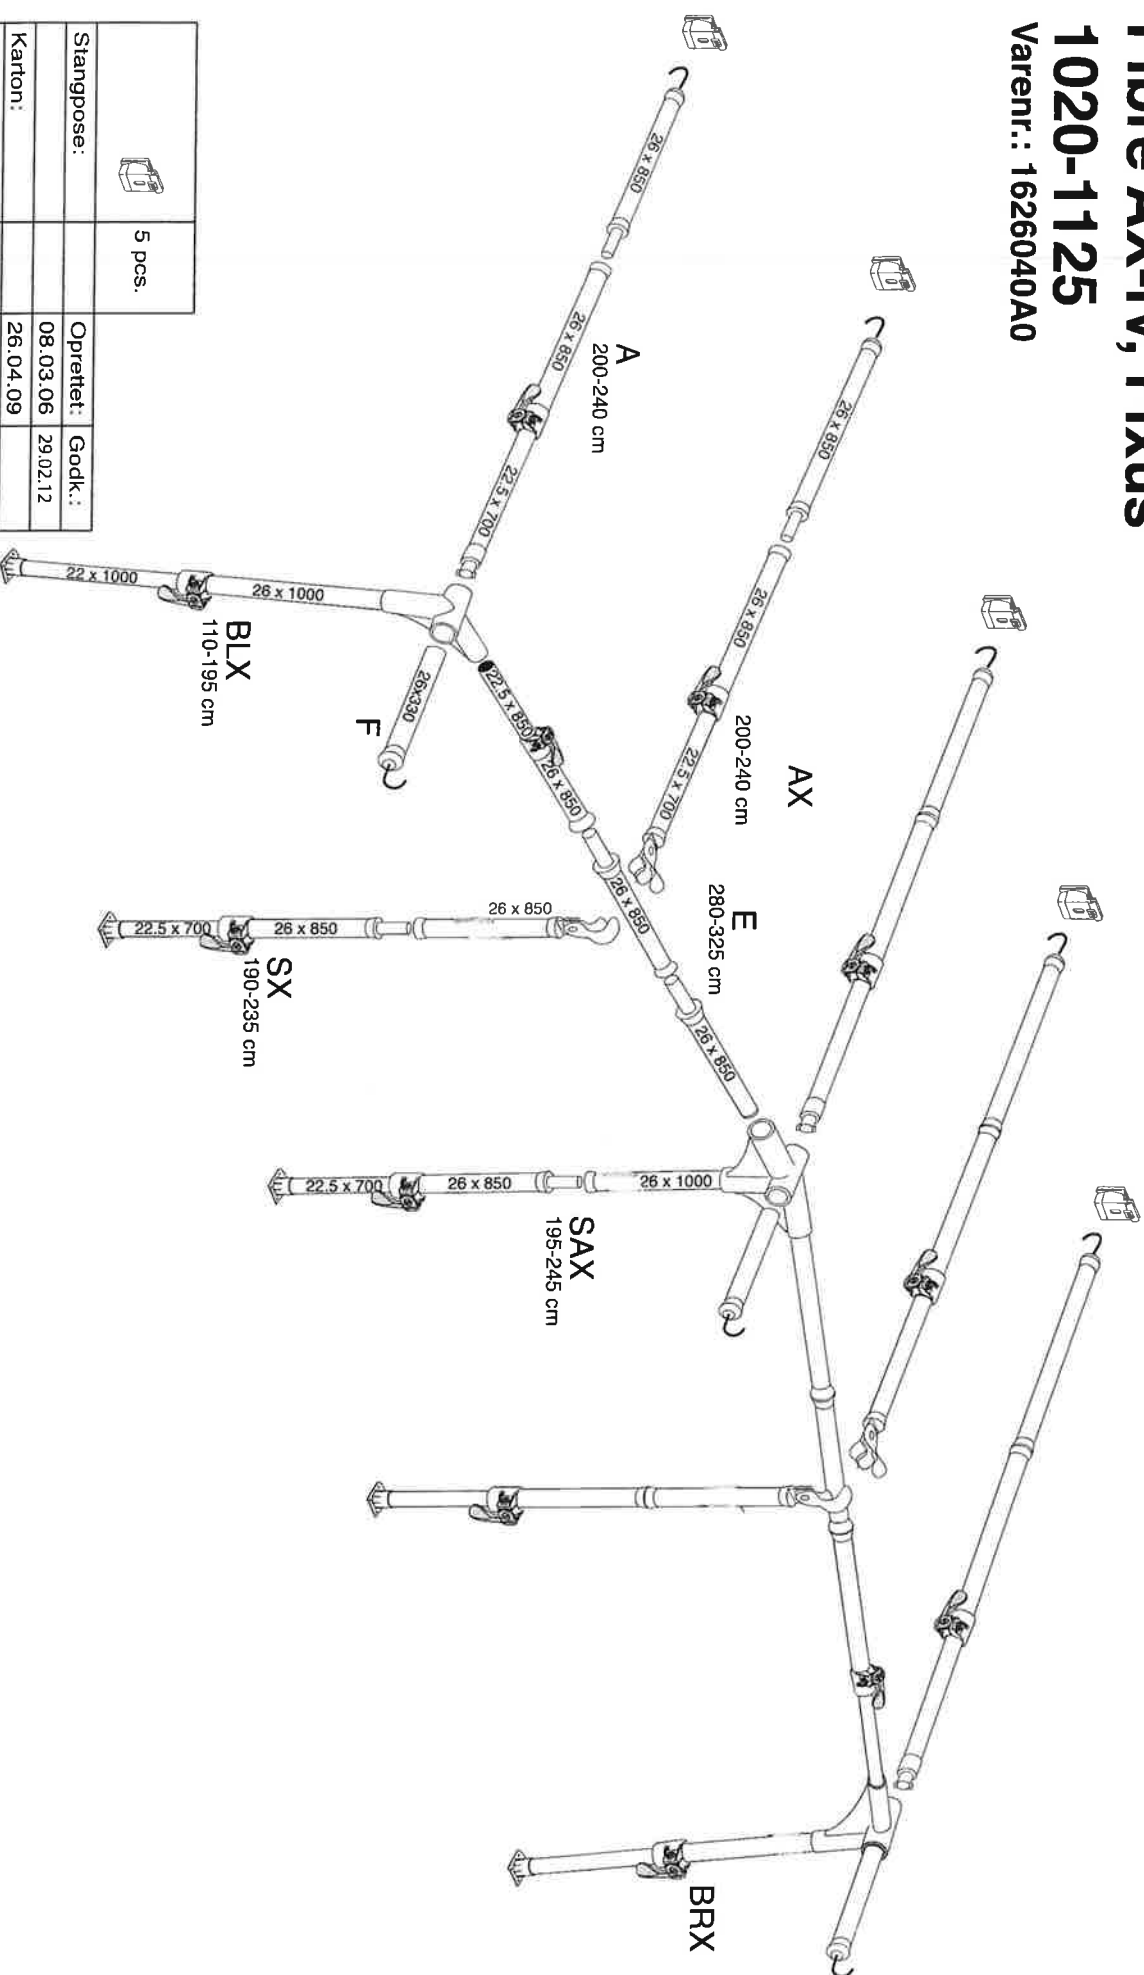 Fibre AX-IV, Fixus
1020-1125
Varenr.: 1626040A0
A
200-240 cm
26 x 850
26 x 850
22.5 x 700
AX
200-240 cm
26 x 850
26 x 850
22.5 x 700
E
280-325 cm
22.5 x 850
26 x 850
26 x 850
26 x 850
F
26x330
BLX
110-195 cm
26 x 1000
22 x 1000
SX
190-235 cm
26 x 850
26 x 850
22.5 x 700
SAX
195-245 cm
26 x 1000
26 x 850
22.5 x 700
BRX
5 pcs.
Stangpose:
Oprettet:
Godk.:
08.03.06
29.02.12
Karton:
26.04.09